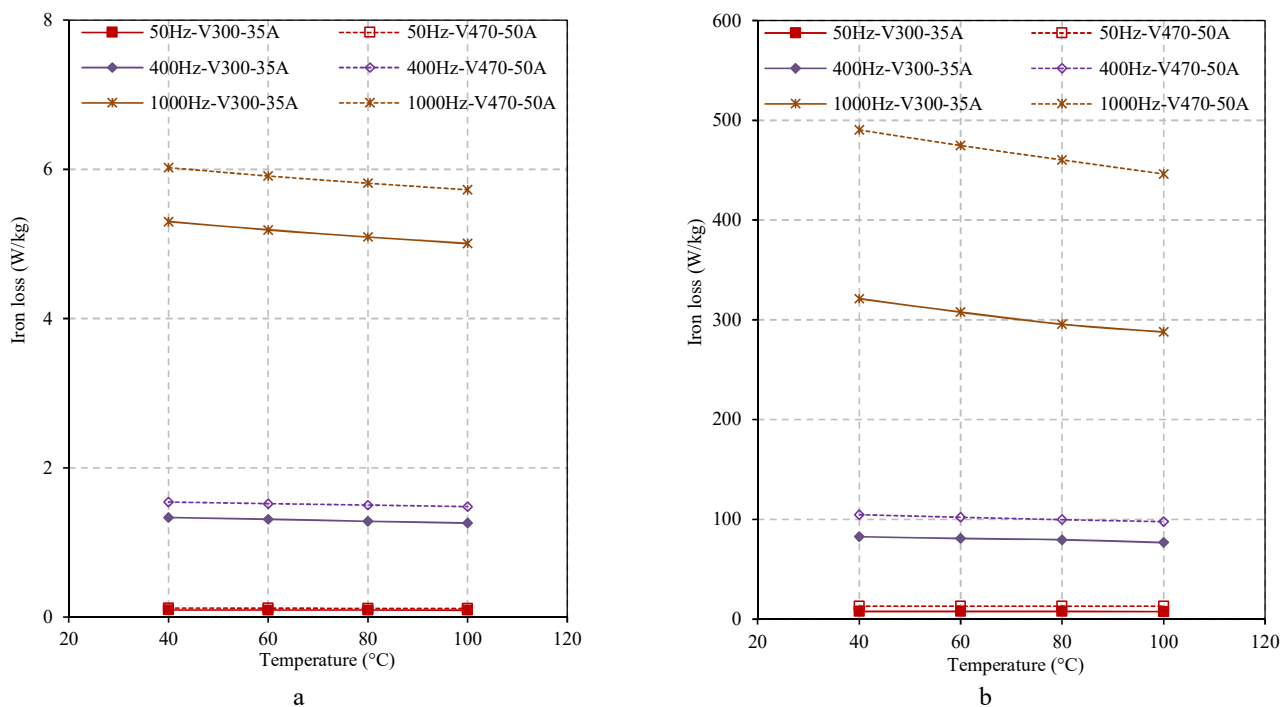 50Hz-V300-35A
50Hz-V470-50A
400Hz-V300-35A
400Hz-V470-50A
1000Hz-V300-35A
1000Hz-V470-50A
8
6
4
2
0
Iron loss (W/kg)
20
40
60
80
100
120
Temperature (°C)
a
50Hz-V300-35A
50Hz-V470-50A
400Hz-V300-35A
400Hz-V470-50A
1000Hz-V300-35A
1000Hz-V470-50A
600
500
400
300
200
100
0
Iron loss (W/kg)
20
40
60
80
100
120
Temperature (°C)
b